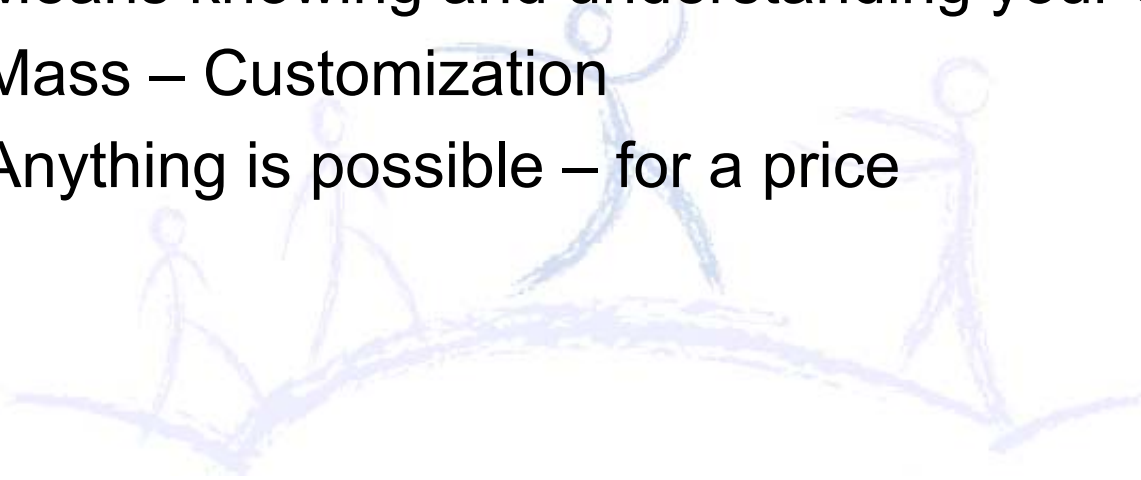 Means knowing and understanding your
Mass – Customization
Anything is possible – for a price